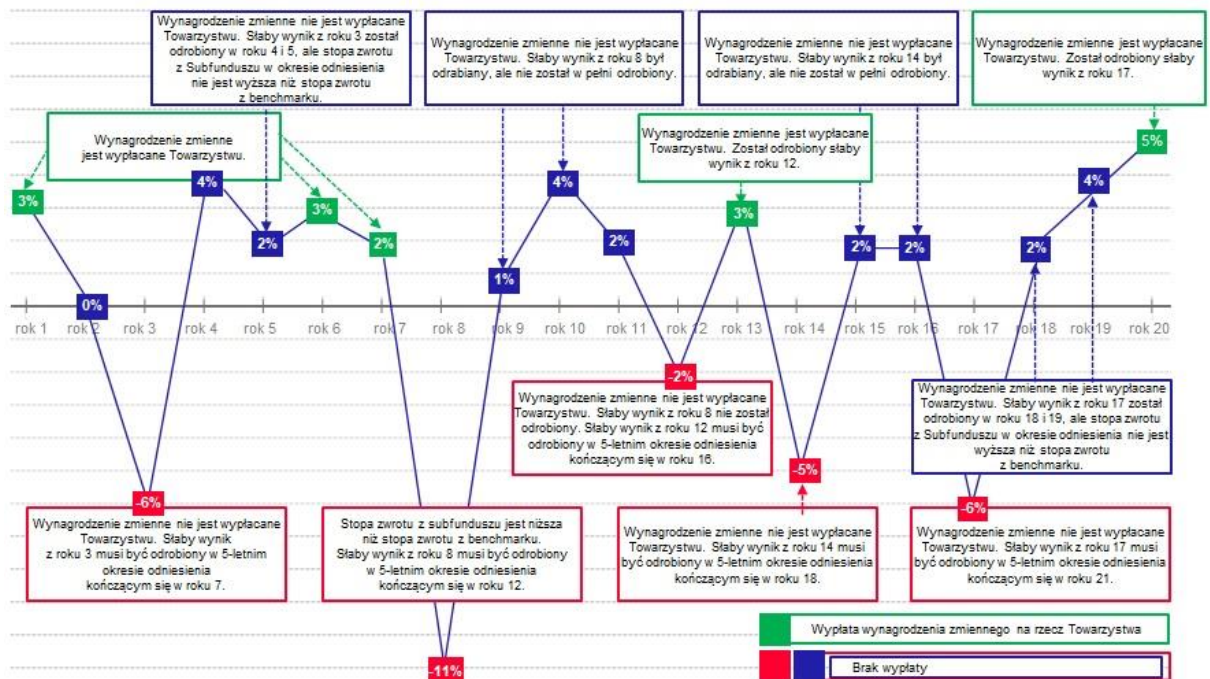 Wynagrodzenie zmienne nie jest wypłacane
Towarzystwu. Słaby wynik z roku 3 został
odrobiony w roku 4 i 5, ale stopa zwrotu
z Subfunduszu w okresie odniesienia
nie jest wyższa niż stopa zwrotu
z benchmarku.
Wynagrodzenie zmienne nie jest wypłacane
Towarzystwu. Słaby wynik z roku 8 był
odrabiany, ale nie został w pełni odrobiony.
Wynagrodzenie zmienne nie jest wypłacane
Towarzystwu. Słaby wynik z roku 14 był
odrabiany, ale nie został w pełni odrobiony.
Wynagrodzenie zmienne jest wypłacane
Towarzystwu. Został odrobiony słaby
wynik z roku 17.
Wynagrodzenie zmienne
jest wypłacane Towarzystwu.
Wynagrodzenie zmienne jest wypłacane
Towarzystwu. Został odrobiony słaby
wynik z roku 12.
3%
0%
-6%
4%
2%
3%
2%
-11%
1%
4%
2%
-2%
3%
-5%
2%
2%
-6%
2%
4%
5%
rok 1
rok 2
rok 3
rok 4
rok 5
rok 6
rok 7
rok 8
rok 9
rok 10
rok 11
rok 12
rok 13
rok 14
rok 15
rok 16
rok 17
rok 18
rok 19
rok 20
Wynagrodzenie zmienne nie jest wypłacane
Towarzystwu. Słaby wynik z roku 8 nie został
odrobiony. Słaby wynik z roku 12 musi być
odrobiony w 5-letnim okresie odniesienia
kończącym się w roku 16.
Wynagrodzenie zmienne nie jest wypłacane
Towarzystwu. Słaby wynik z roku 17 został
odrobiony w roku 18 i 19, ale stopa zwrotu
z Subfunduszu w okresie odniesienia nie jest
wyższa niż stopa zwrotu
z benchmarku.
Wynagrodzenie zmienne nie jest wypłacane
Towarzystwu. Słaby wynik
z roku 3 musi być odrobiony w 5-letnim
okresie odniesienia
kończącym się w roku 7.
Stopa zwrotu z subfunduszu jest niższa
niż stopa zwrotu z benchmarku.
Słaby wynik z roku 8 musi być odrobiony
w 5-letnim okresie odniesienia
kończącym się w roku 12.
Wynagrodzenie zmienne nie jest wypłacane
Towarzystwu. Słaby wynik z roku 14 musi
być odrobiony w 5-letnim okresie odniesienia
kończącym się w roku 18.
Wynagrodzenie zmienne nie jest wypłacane
Towarzystwu. Słaby wynik z roku 17 musi
być odrobiony w 5-letnim okresie odniesienia
kończącym się w roku 21.
Wypłata wynagrodzenia zmiennego na rzecz Towarzystwa
Brak wypłaty